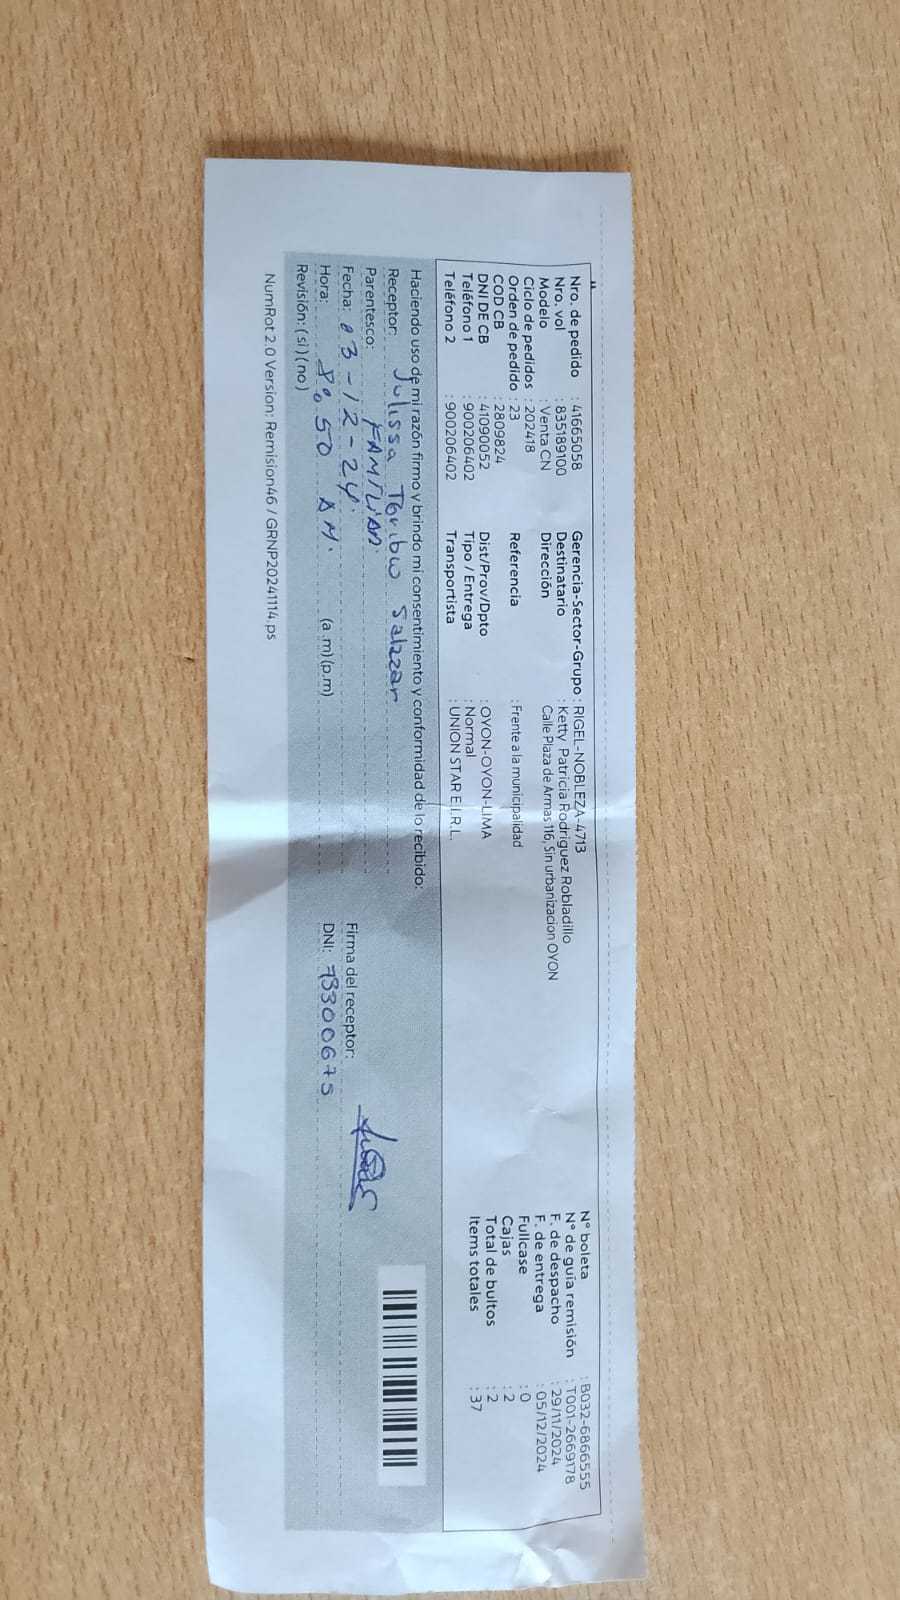 Nro. de pedido : 41665058
Nro. vol : 835189100
Modelo : Venta CN
Ciclo de pedidos : 202418
Orden de pedido : 23
COD CB : 2809824
DNI DE CB : 41090052
Teléfono 1 : 900206402
Teléfono 2 : 900206402
Gerencia-Sector-Grupo : RIGEL-NOBLEZA-4713
Destinatario : Ketty Patricia Rodriguez Robladillo
Dirección Calle Plaza de Armas 116, Sin urbanizacion OYON
Referencia : Frente a la municipalidad
Dist/Prov/Dpto : OYON-OYON-LIMA
Tipo / Entrega : Normal
Transportista : UNION STAR E.I.R.L.
N° boleta : B032-6866555
N° de guía remisión : T001-2669178
F. de despacho : 29/11/2024
F. de entrega : 05/12/2024
Fullcase : 0
Cajas : 2
Total de bultos : 2
Items totales : 37
Haciendo uso de mi razón firmo y brindo mi consentimiento y conformidad de lo recibido:
Receptor: Julissa Toribio Salazar
Parentesco: FAMILIAR
Fecha: 03-12-24
Hora: 8:50 AM. (a.m)(p.m)
Revisión: (si)(no)
Firma del receptor:
DNI: 73300675
NumRot 2.0 Version: Remision46 / GRNP20241114.ps